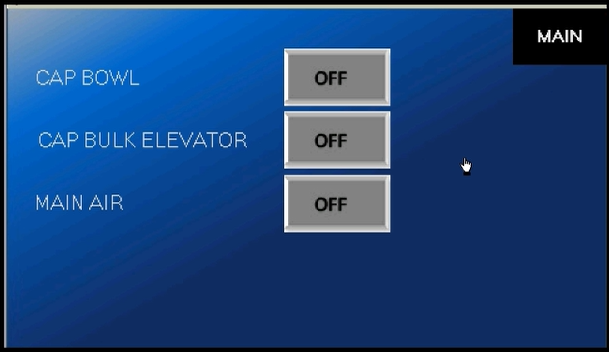 MAIN
CAP BOWL OFF
CAP BULK ELEVATOR OFF
MAIN AIR OFF